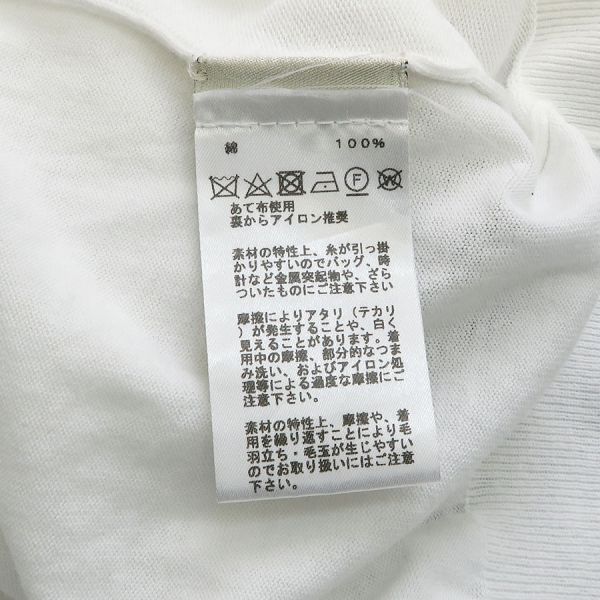 綿 100%
F W
あて布使用
裏からアイロン推奨
素材の特性上、糸が引っ掛
かりやすいのでバッグ、時
計など金属突起物や、ざら
ついたものにご注意下さい
摩擦によりアタリ（テカリ
）が発生することや、白く
見えることがあります。着
用中の摩擦、部分的なつま
み洗い、およびアイロン処
理等による過度な摩擦にご
注意下さい。
素材の特性上、摩擦や、着
用を繰り返すことにより毛
羽立ち・毛玉が生じやすい
のでお取り扱いにはご注意
下さい。